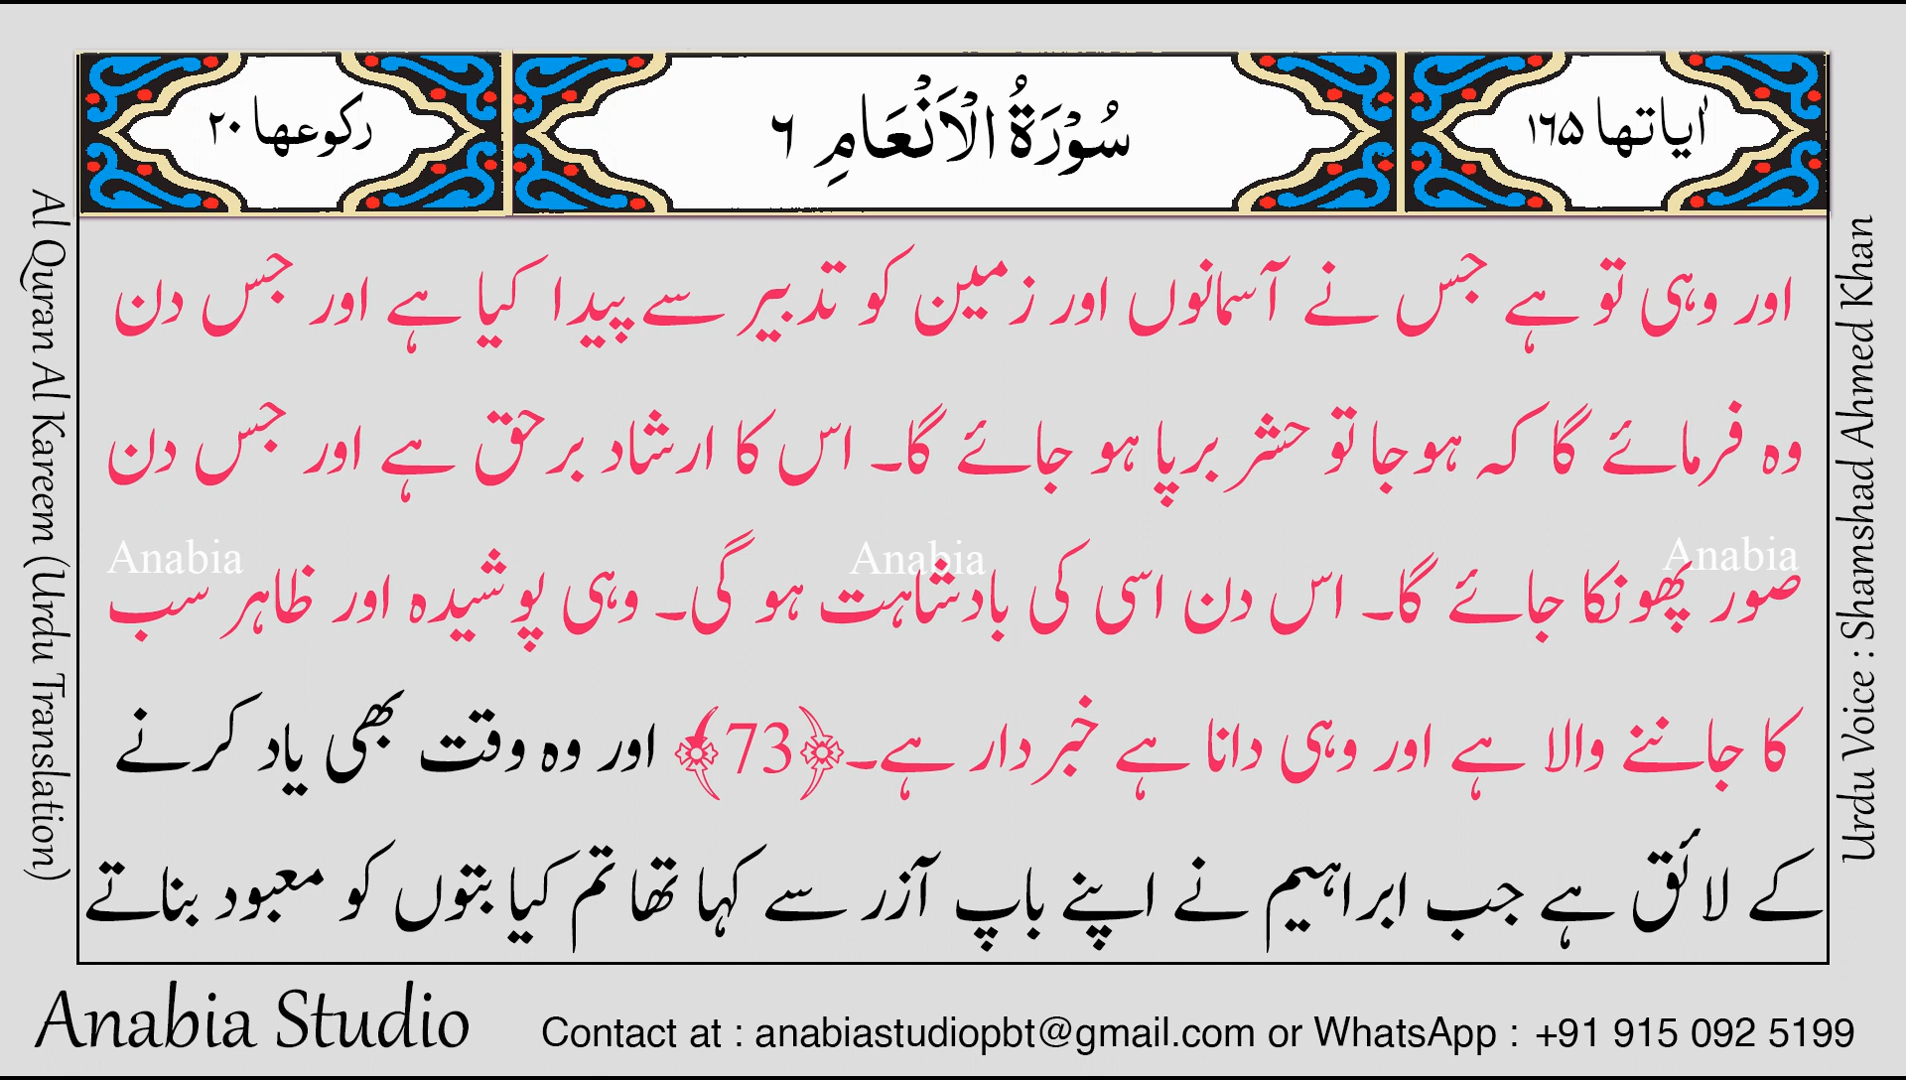 اٰیاتها ۱۶۵
سُوْرَةُ الْاَنْعَامِ ۶
رکوعها ۲۰
اور وہی تو ہے جس نے آسمانوں اور زمین کو تدبیر سے پیدا کیا ہے اور جس دن
وہ فرمائے گا کہ ہو جا تو حشر برپا ہو جائے گا۔ اس کا ارشاد برحق ہے اور جس دن
Anabia Anabia Anabia
صور پھونکا جائے گا۔ اس دن اسی کی بادشاہت ہو گی۔ وہی پوشیدہ اور ظاہر سب
کا جاننے والا ہے اور وہی دانا ہے خبردار ہے۔﴿73﴾ اور وہ وقت بھی یاد کرنے
کے لائق ہے جب ابراہیم نے اپنے باپ آزر سے کہا تھا تم کیا بتوں کو معبود بناتے
Al Quran Al Kareem (Urdu Translation)
Urdu Voice : Shamshad Ahmed Khan
Anabia Studio
Contact at : anabiastudiopbt@gmail.com or WhatsApp : +91 915 092 5199